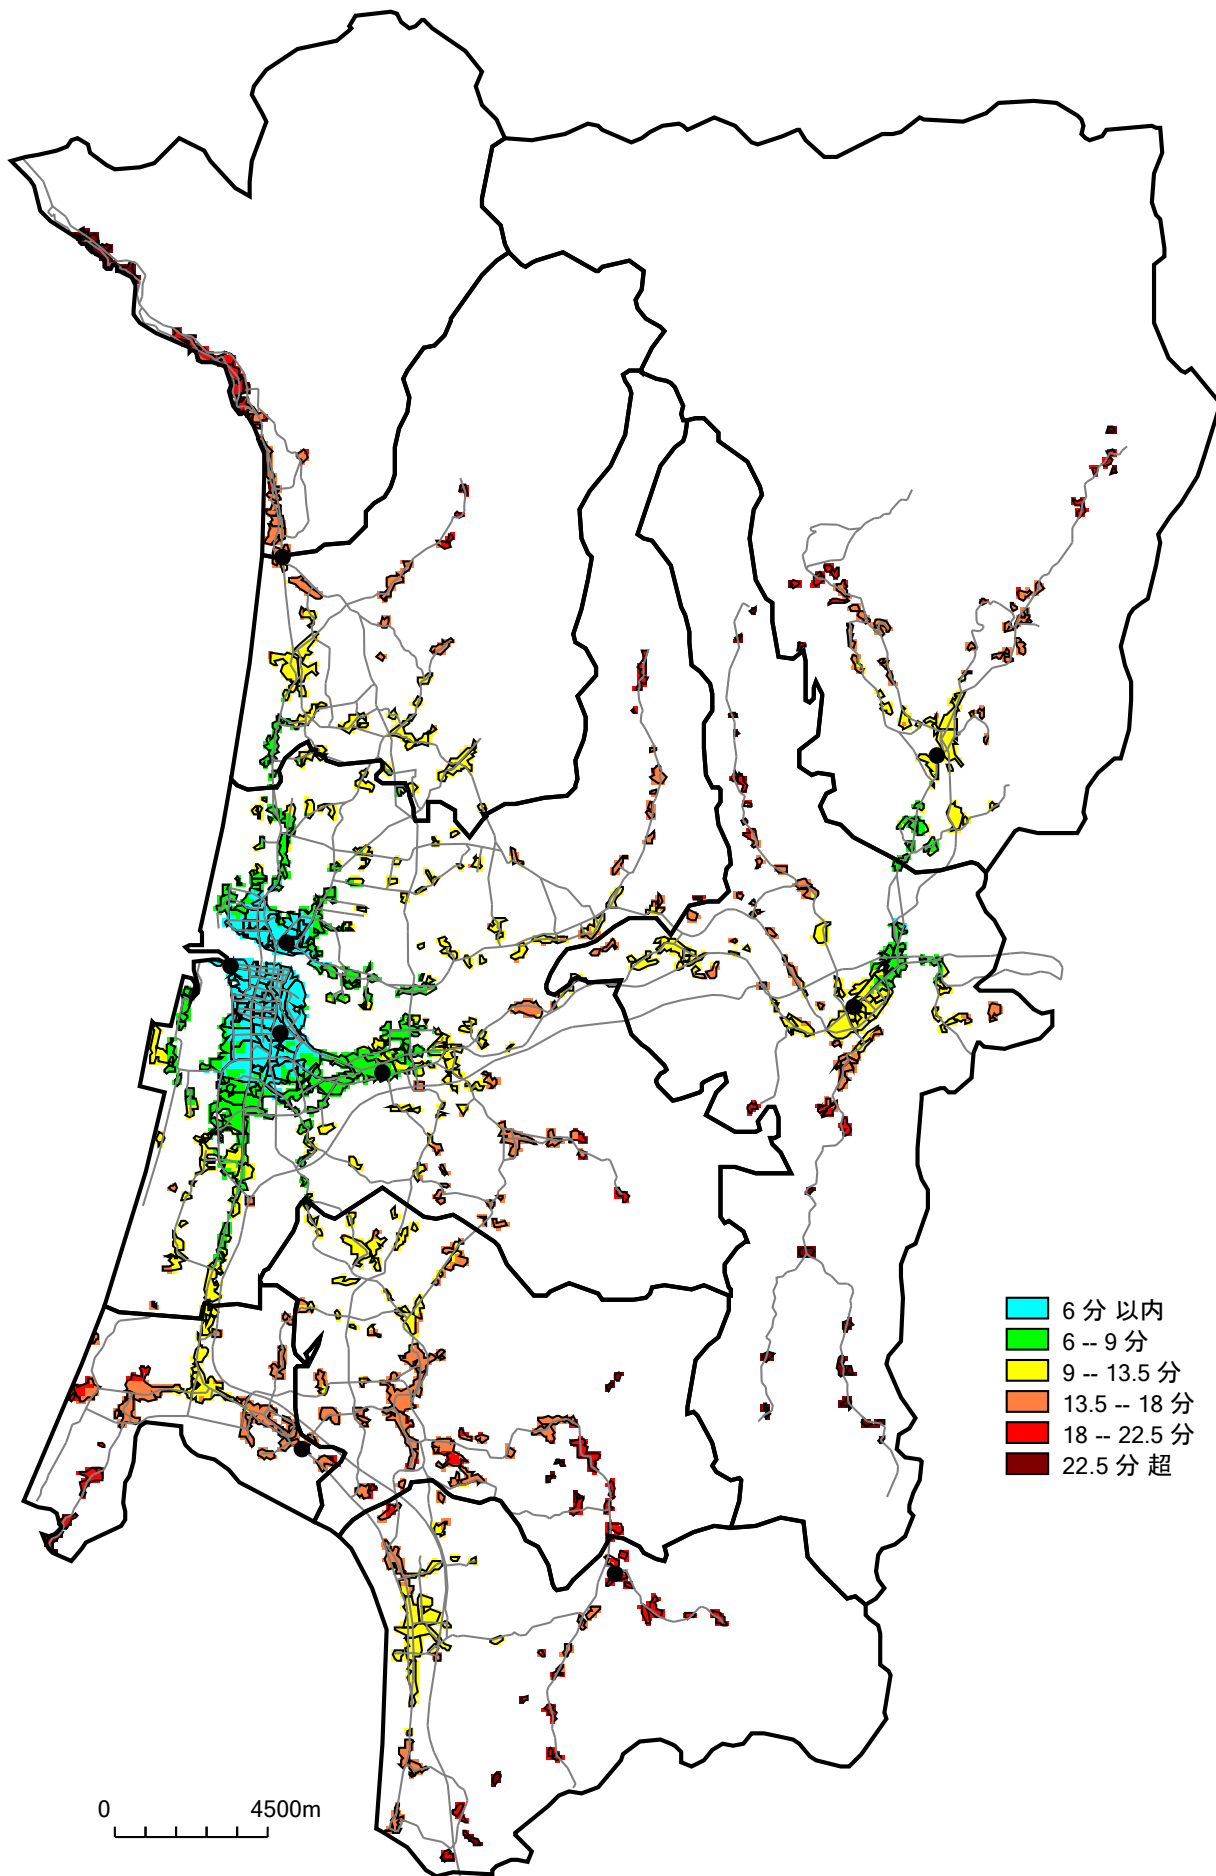 6 分 以内
6 -- 9 分
9 -- 13.5 分
13.5 -- 18 分
18 -- 22.5 分
22.5 分 超
0 4500m